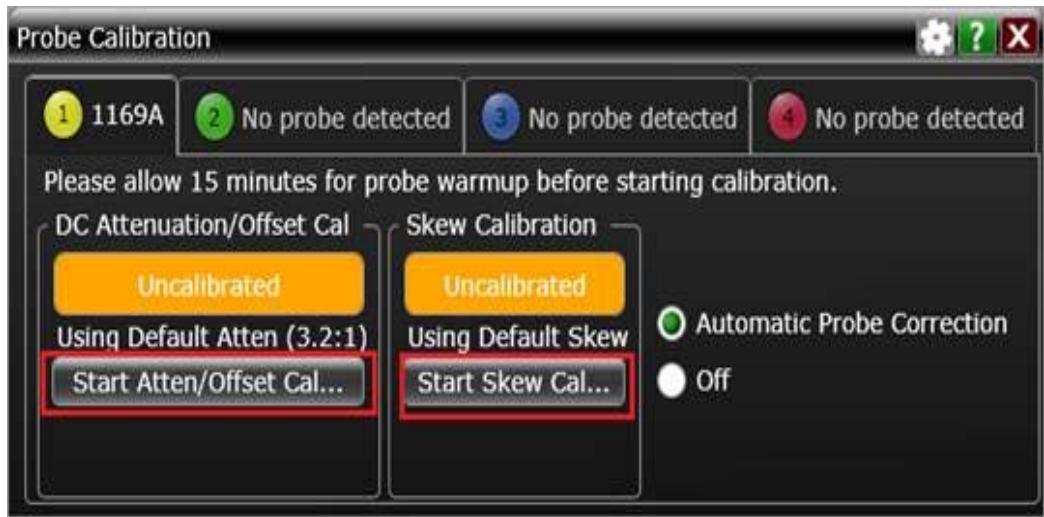 Probe Calibration ?  X
1 1169A 2 No probe detected 3 No probe detected 4 No probe detected
Please allow 15 minutes for probe warmup before starting calibration.
DC Attenuation/Offset Cal Skew Calibration
Uncalibrated Uncalibrated
Using Default Atten (3.2:1) Using Default Skew Automatic Probe Correction
Start Atten/Offset Cal... Start Skew Cal... Off